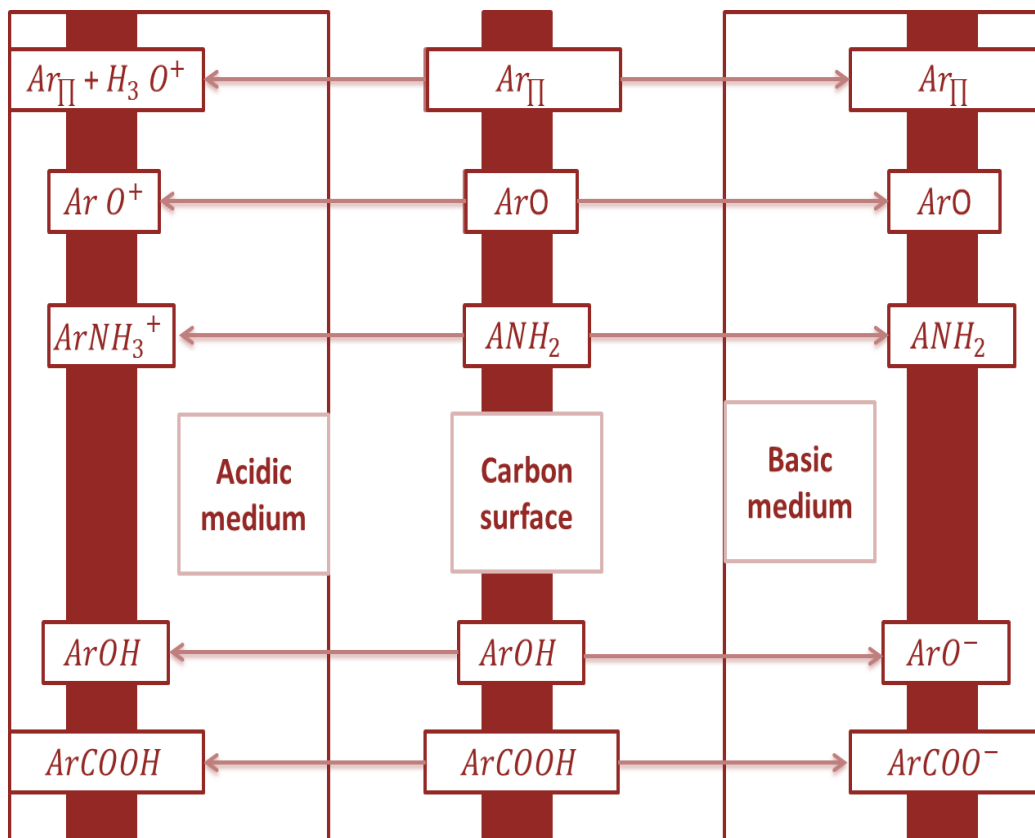 Ar∏ + H₃ O⁺
Ar∏
Ar∏
Ar O⁺
ArO
ArO
ArNH₃⁺
ANH₂
ANH₂
Acidic
medium
Carbon
surface
Basic
medium
ArOH
ArOH
ArO⁻
ArCOOH
ArCOOH
ArCOO⁻